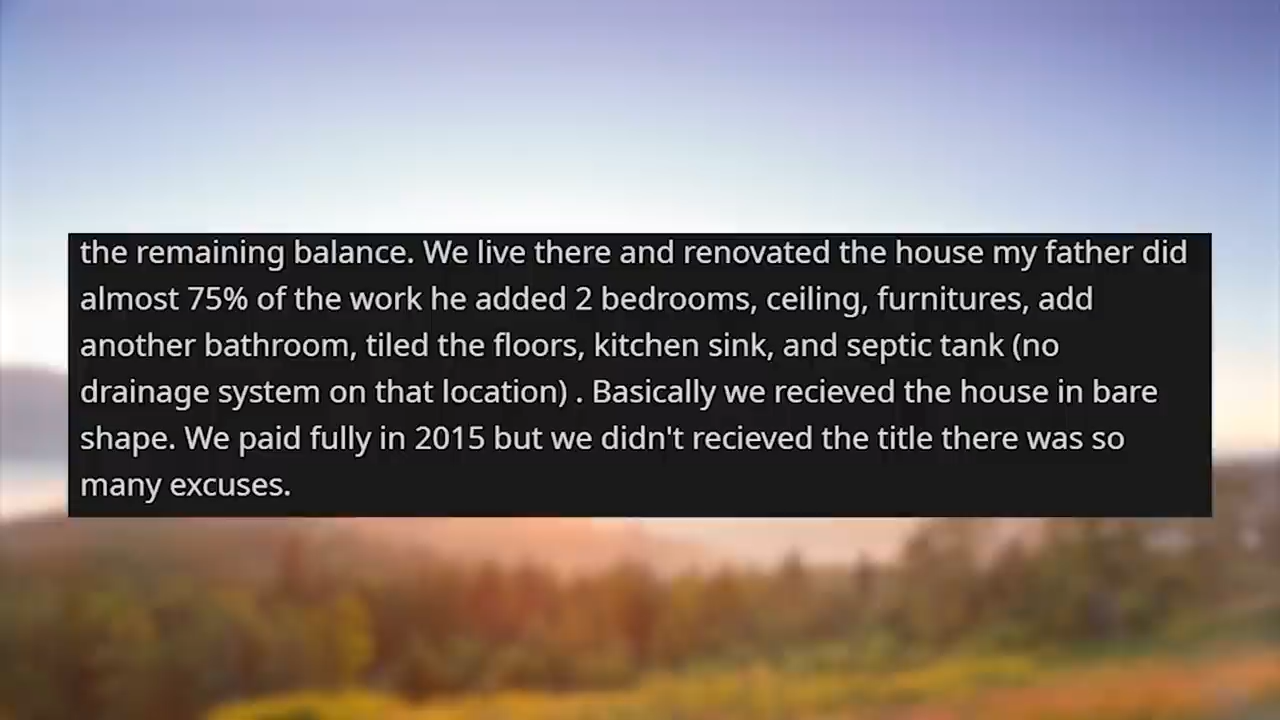 the remaining balance. We live there and renovated the house my father did
almost 75% of the work he added 2 bedrooms, ceiling, furnitures, add
another bathroom, tiled the floors, kitchen sink, and septic tank (no
drainage system on that location) . Basically we recieved the house in bare
shape. We paid fully in 2015 but we didn't recieved the title there was so
many excuses.